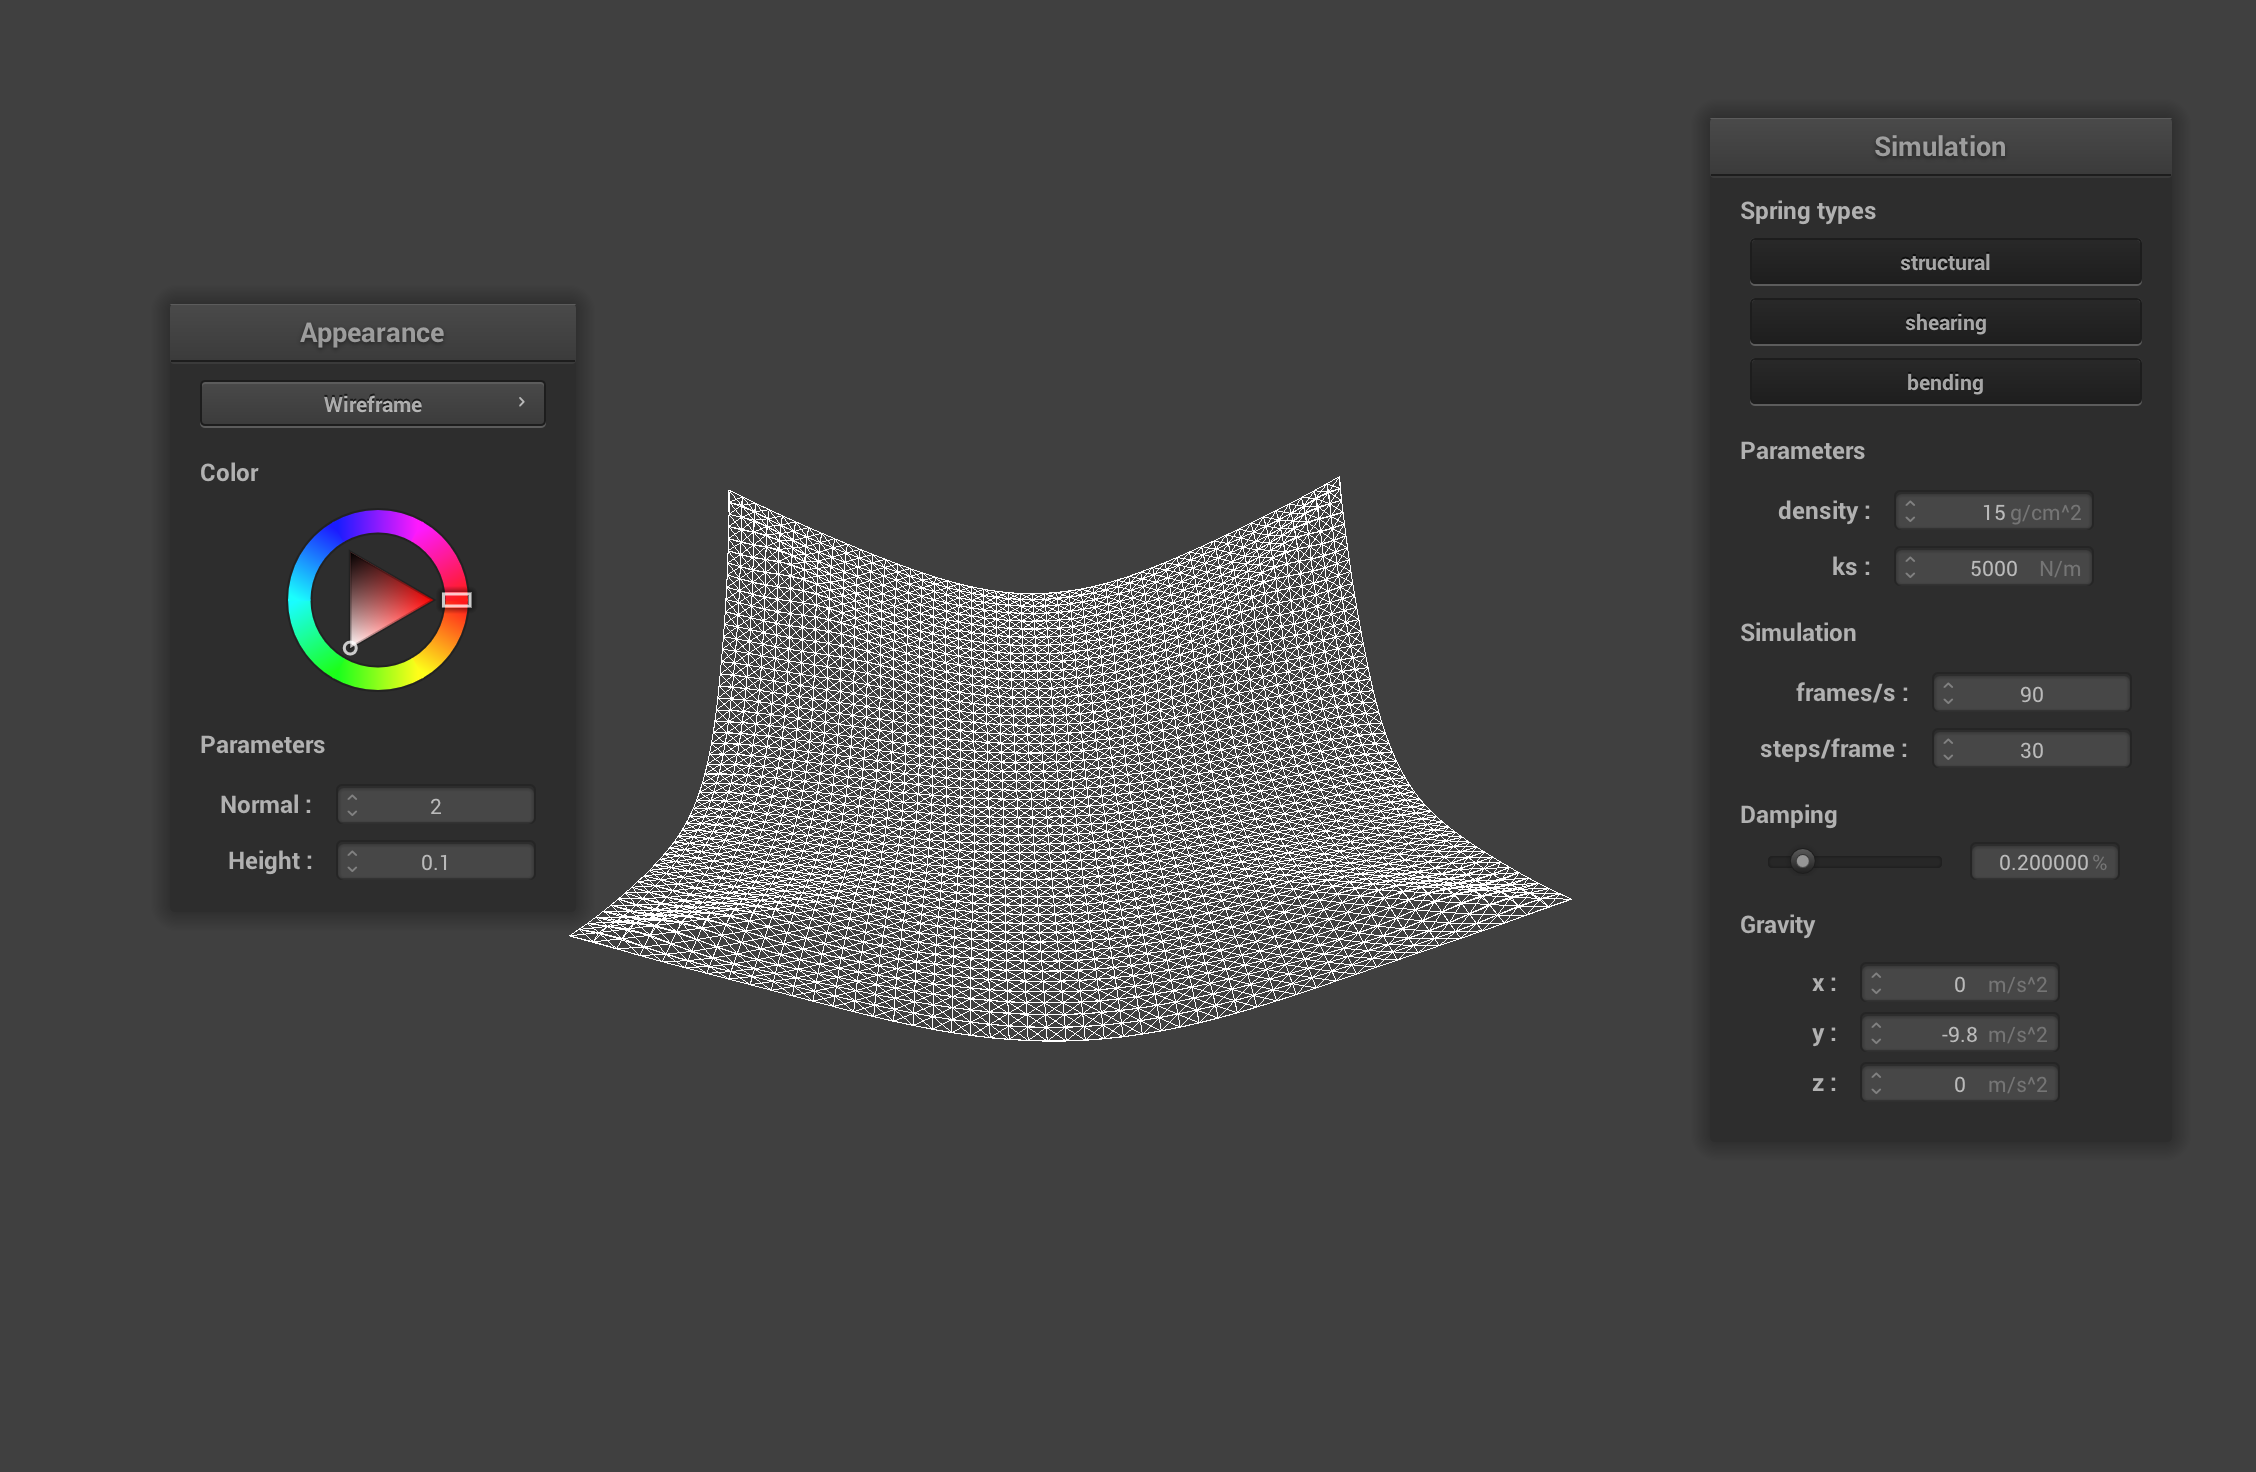 Appearance
Wireframe
Color
Parameters
Normal : 2
Height : 0.1
Simulation
Spring types
structural
shearing
bending
Parameters
density : 15 g/cm^2
ks : 5000 N/m
Simulation
frames/s : 90
steps/frame : 30
Damping
0.200000 %
Gravity
x : 0 m/s^2
y : -9.8 m/s^2
z : 0 m/s^2